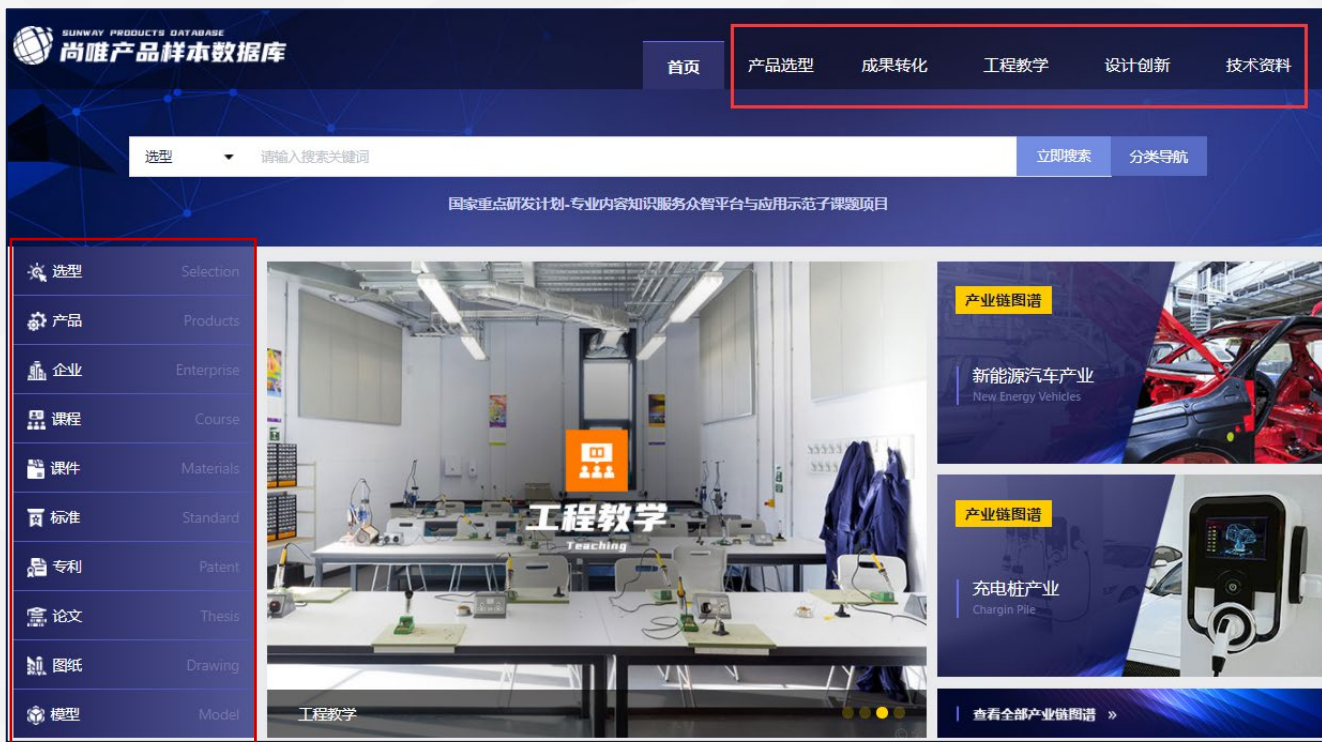 SUNWAY PRODUCTS DATABASE
尚唯产品样本数据库
首页 产品选型 成果转化 工程教学 设计创新 技术资料
选型 请输入搜索关键词 立即搜索 分类导航
国家重点研发计划-专业内容知识服务众智平台与应用示范子课题项目
选型 Selection
产品 Products
企业 Enterprise
课程 Course
课件 Materials
标准 Standard
专利 Patent
论文 Thesis
图纸 Drawing
模型 Model
工程教学
Teaching
工程教学
产业链图谱
新能源汽车产业
New Energy Vehicles
产业链图谱
充电桩产业
Chargin Pile
查看全部产业链图谱 »